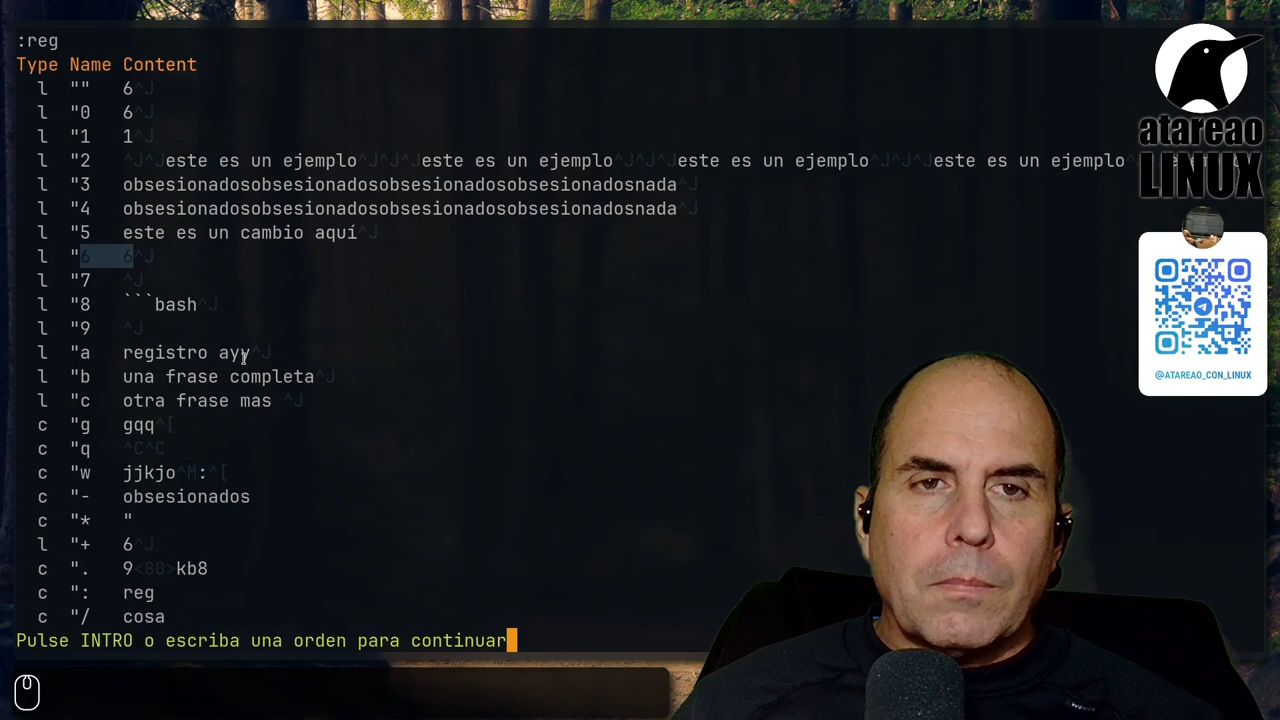 :reg
Type Name Content
l "" 6^J
l "0 6^J
l "1 1^J
l "2 ^J^Jeste es un ejemplo^J^J^Jeste es un ejemplo^J^J^Jeste es un ejemplo^J^J^Jeste es un ejemplo^
l "3 obsesionadosobsesionadosobsesionadosobsesionadosnada^J
l "4 obsesionadosobsesionadosobsesionadosobsesionadosnada^J
l "5 este es un cambio aquí^J
l "6 6^J
l "7 ^J
l "8 ```bash^J
l "9 ^J
l "a registro ayy^J
l "b una frase completa^J
l "c otra frase mas ^J
c "g gqq^[
c "q ^C^C
c "w jjkjo^M:^[
c "- obsesionados
c "* "
l "+ 6^J
c ". 9<80>kb8
c ": reg
c "/ cosa
Pulse INTRO o escriba una orden para continuar
atareao
LINUX
@ATAREAO_CON_LINUX